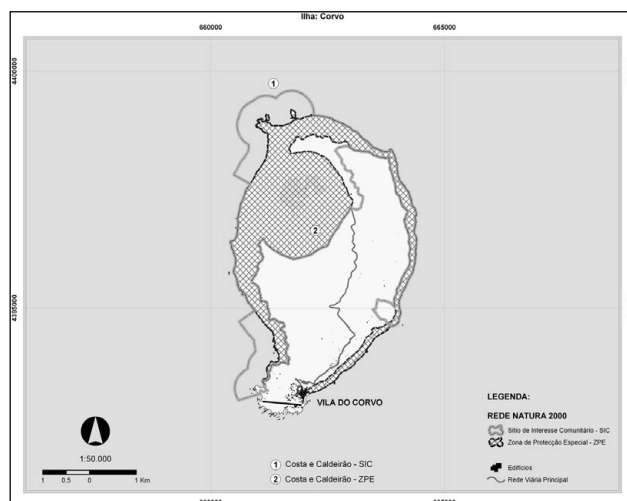 Ilha: Corvo
660000
665000
4400000
1
2
4395000
VILA DO CORVO
LEGENDA:
REDE NATURA 2000
Sítio de Interesse Comunitário - SIC
Zona de Protecção Especial - ZPE
Edifícios
Rede Viária Principal
1:50.000
1 0.5 0 1 Km
1 Costa e Caldeirão - SIC
2 Costa e Caldeirão - ZPE